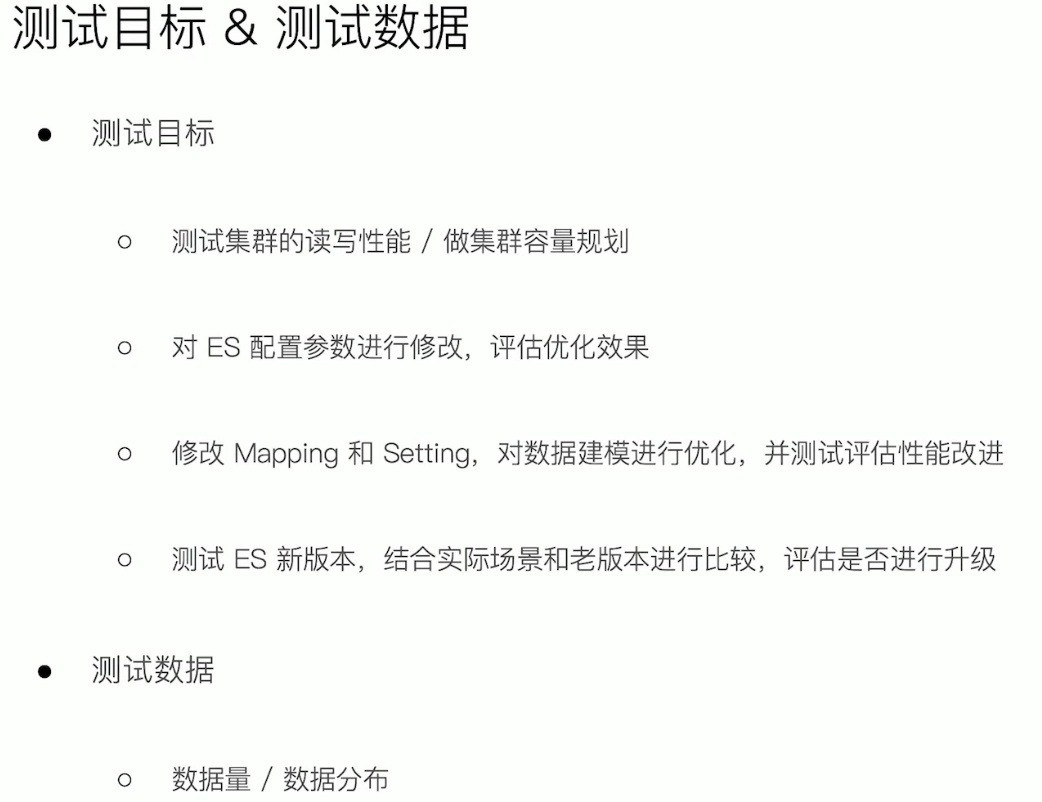 测试目标 & 测试数据
● 测试目标
○ 测试集群的读写性能 / 做集群容量规划
○ 对 ES 配置参数进行修改，评估优化效果
○ 修改 Mapping 和 Setting，对数据建模进行优化，并测试评估性能改进
○ 测试 ES 新版本，结合实际场景和老版本进行比较，评估是否进行升级
● 测试数据
○ 数据量 / 数据分布